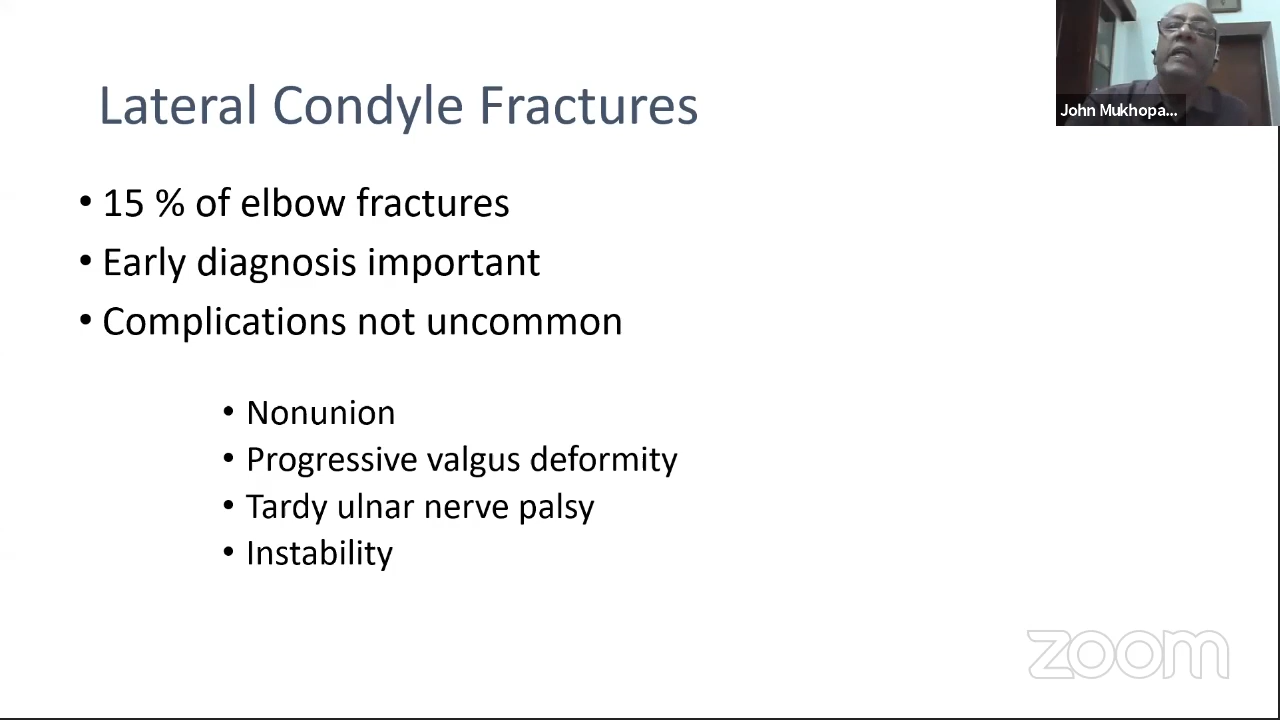 Lateral Condyle Fractures
John Mukhopa...
• 15 % of elbow fractures
• Early diagnosis important
• Complications not uncommon
• Nonunion
• Progressive valgus deformity
• Tardy ulnar nerve palsy
• Instability
zoom